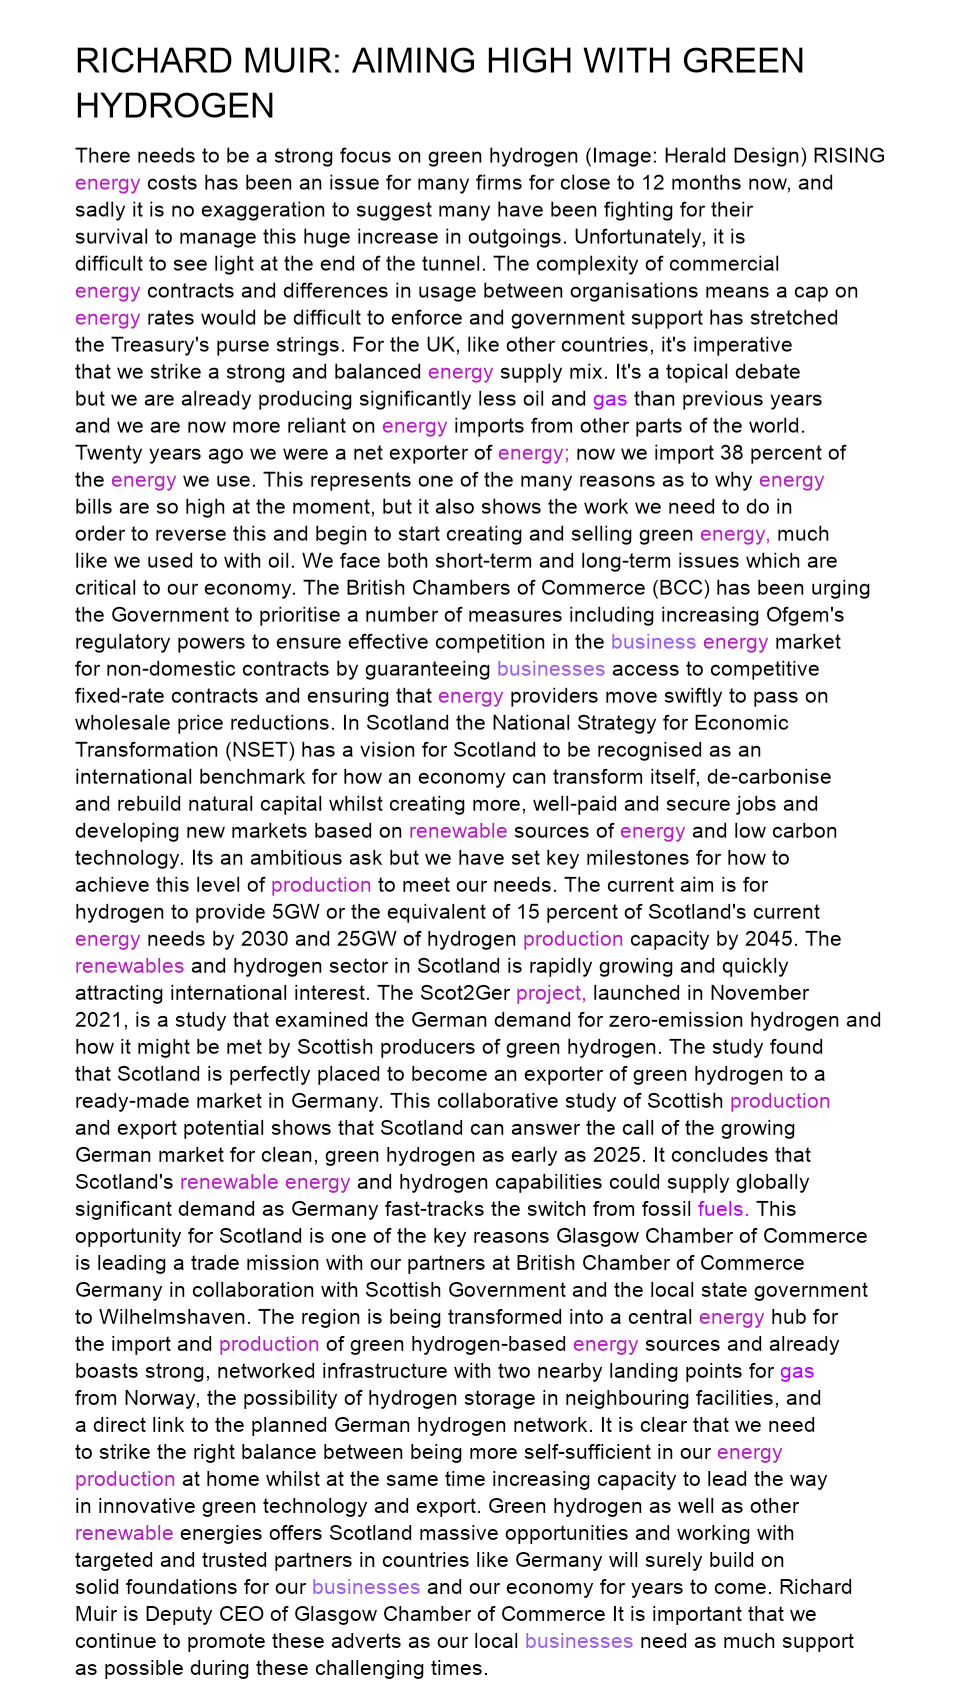 RICHARD MUIR: AIMING HIGH WITH GREEN
HYDROGEN
There needs to be a strong focus on green hydrogen (Image: Herald Design) RISING
energy costs has been an issue for many firms for close to 12 months now, and
sadly it is no exaggeration to suggest many have been fighting for their
survival to manage this huge increase in outgoings. Unfortunately, it is
difficult to see light at the end of the tunnel. The complexity of commercial
energy contracts and differences in usage between organisations means a cap on
energy rates would be difficult to enforce and government support has stretched
the Treasury's purse strings. For the UK, like other countries, it's imperative
that we strike a strong and balanced energy supply mix. It's a topical debate
but we are already producing significantly less oil and gas than previous years
and we are now more reliant on energy imports from other parts of the world.
Twenty years ago we were a net exporter of energy; now we import 38 percent of
the energy we use. This represents one of the many reasons as to why energy
bills are so high at the moment, but it also shows the work we need to do in
order to reverse this and begin to start creating and selling green energy, much
like we used to with oil. We face both short-term and long-term issues which are
critical to our economy. The British Chambers of Commerce (BCC) has been urging
the Government to prioritise a number of measures including increasing Ofgem's
regulatory powers to ensure effective competition in the business energy market
for non-domestic contracts by guaranteeing businesses access to competitive
fixed-rate contracts and ensuring that energy providers move swiftly to pass on
wholesale price reductions. In Scotland the National Strategy for Economic
Transformation (NSET) has a vision for Scotland to be recognised as an
international benchmark for how an economy can transform itself, de-carbonise
and rebuild natural capital whilst creating more, well-paid and secure jobs and
developing new markets based on renewable sources of energy and low carbon
technology. Its an ambitious ask but we have set key milestones for how to
achieve this level of production to meet our needs. The current aim is for
hydrogen to provide 5GW or the equivalent of 15 percent of Scotland's current
energy needs by 2030 and 25GW of hydrogen production capacity by 2045. The
renewables and hydrogen sector in Scotland is rapidly growing and quickly
attracting international interest. The Scot2Ger project, launched in November
2021, is a study that examined the German demand for zero-emission hydrogen and
how it might be met by Scottish producers of green hydrogen. The study found
that Scotland is perfectly placed to become an exporter of green hydrogen to a
ready-made market in Germany. This collaborative study of Scottish production
and export potential shows that Scotland can answer the call of the growing
German market for clean, green hydrogen as early as 2025. It concludes that
Scotland's renewable energy and hydrogen capabilities could supply globally
significant demand as Germany fast-tracks the switch from fossil fuels. This
opportunity for Scotland is one of the key reasons Glasgow Chamber of Commerce
is leading a trade mission with our partners at British Chamber of Commerce
Germany in collaboration with Scottish Government and the local state government
to Wilhelmshaven. The region is being transformed into a central energy hub for
the import and production of green hydrogen-based energy sources and already
boasts strong, networked infrastructure with two nearby landing points for gas
from Norway, the possibility of hydrogen storage in neighbouring facilities, and
a direct link to the planned German hydrogen network. It is clear that we need
to strike the right balance between being more self-sufficient in our energy
production at home whilst at the same time increasing capacity to lead the way
in innovative green technology and export. Green hydrogen as well as other
renewable energies offers Scotland massive opportunities and working with
targeted and trusted partners in countries like Germany will surely build on
solid foundations for our businesses and our economy for years to come. Richard
Muir is Deputy CEO of Glasgow Chamber of Commerce It is important that we
continue to promote these adverts as our local businesses need as much support
as possible during these challenging times.